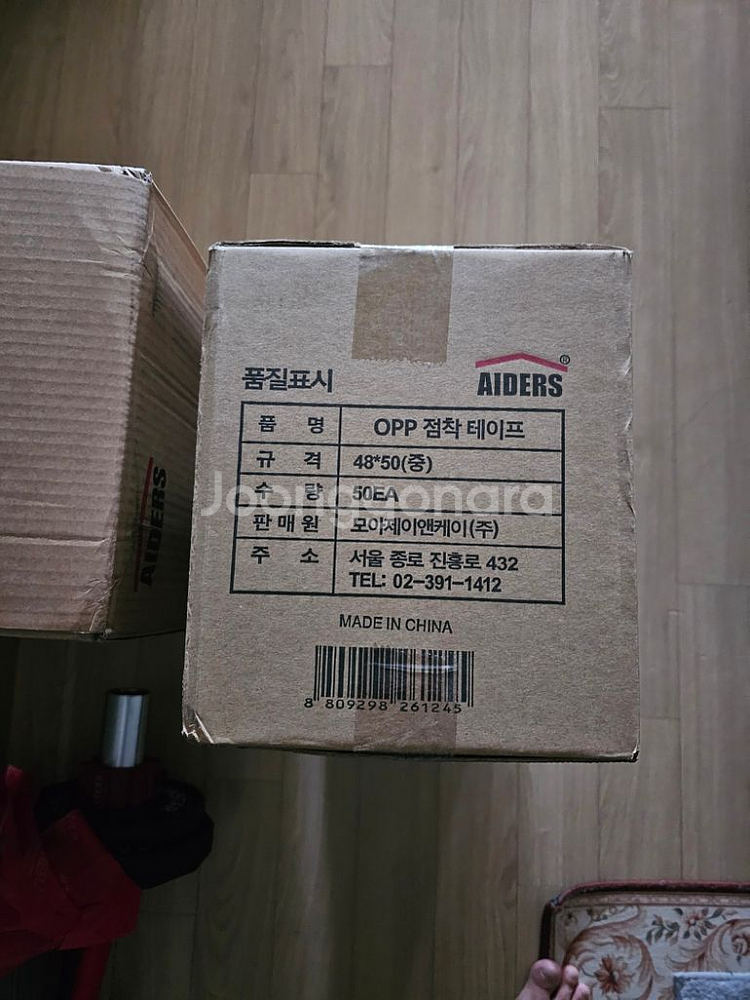 품질표시
AIDERS®
품 명 OPP 점착 테이프
규 격 48*50(중)
수 량 50EA
판매원 모아제이앤케이(주)
주 소 서울 종로 진흥로 432
TEL: 02-391-1412
MADE IN CHINA
8 809298 261245
AIDERS
Joonggonara